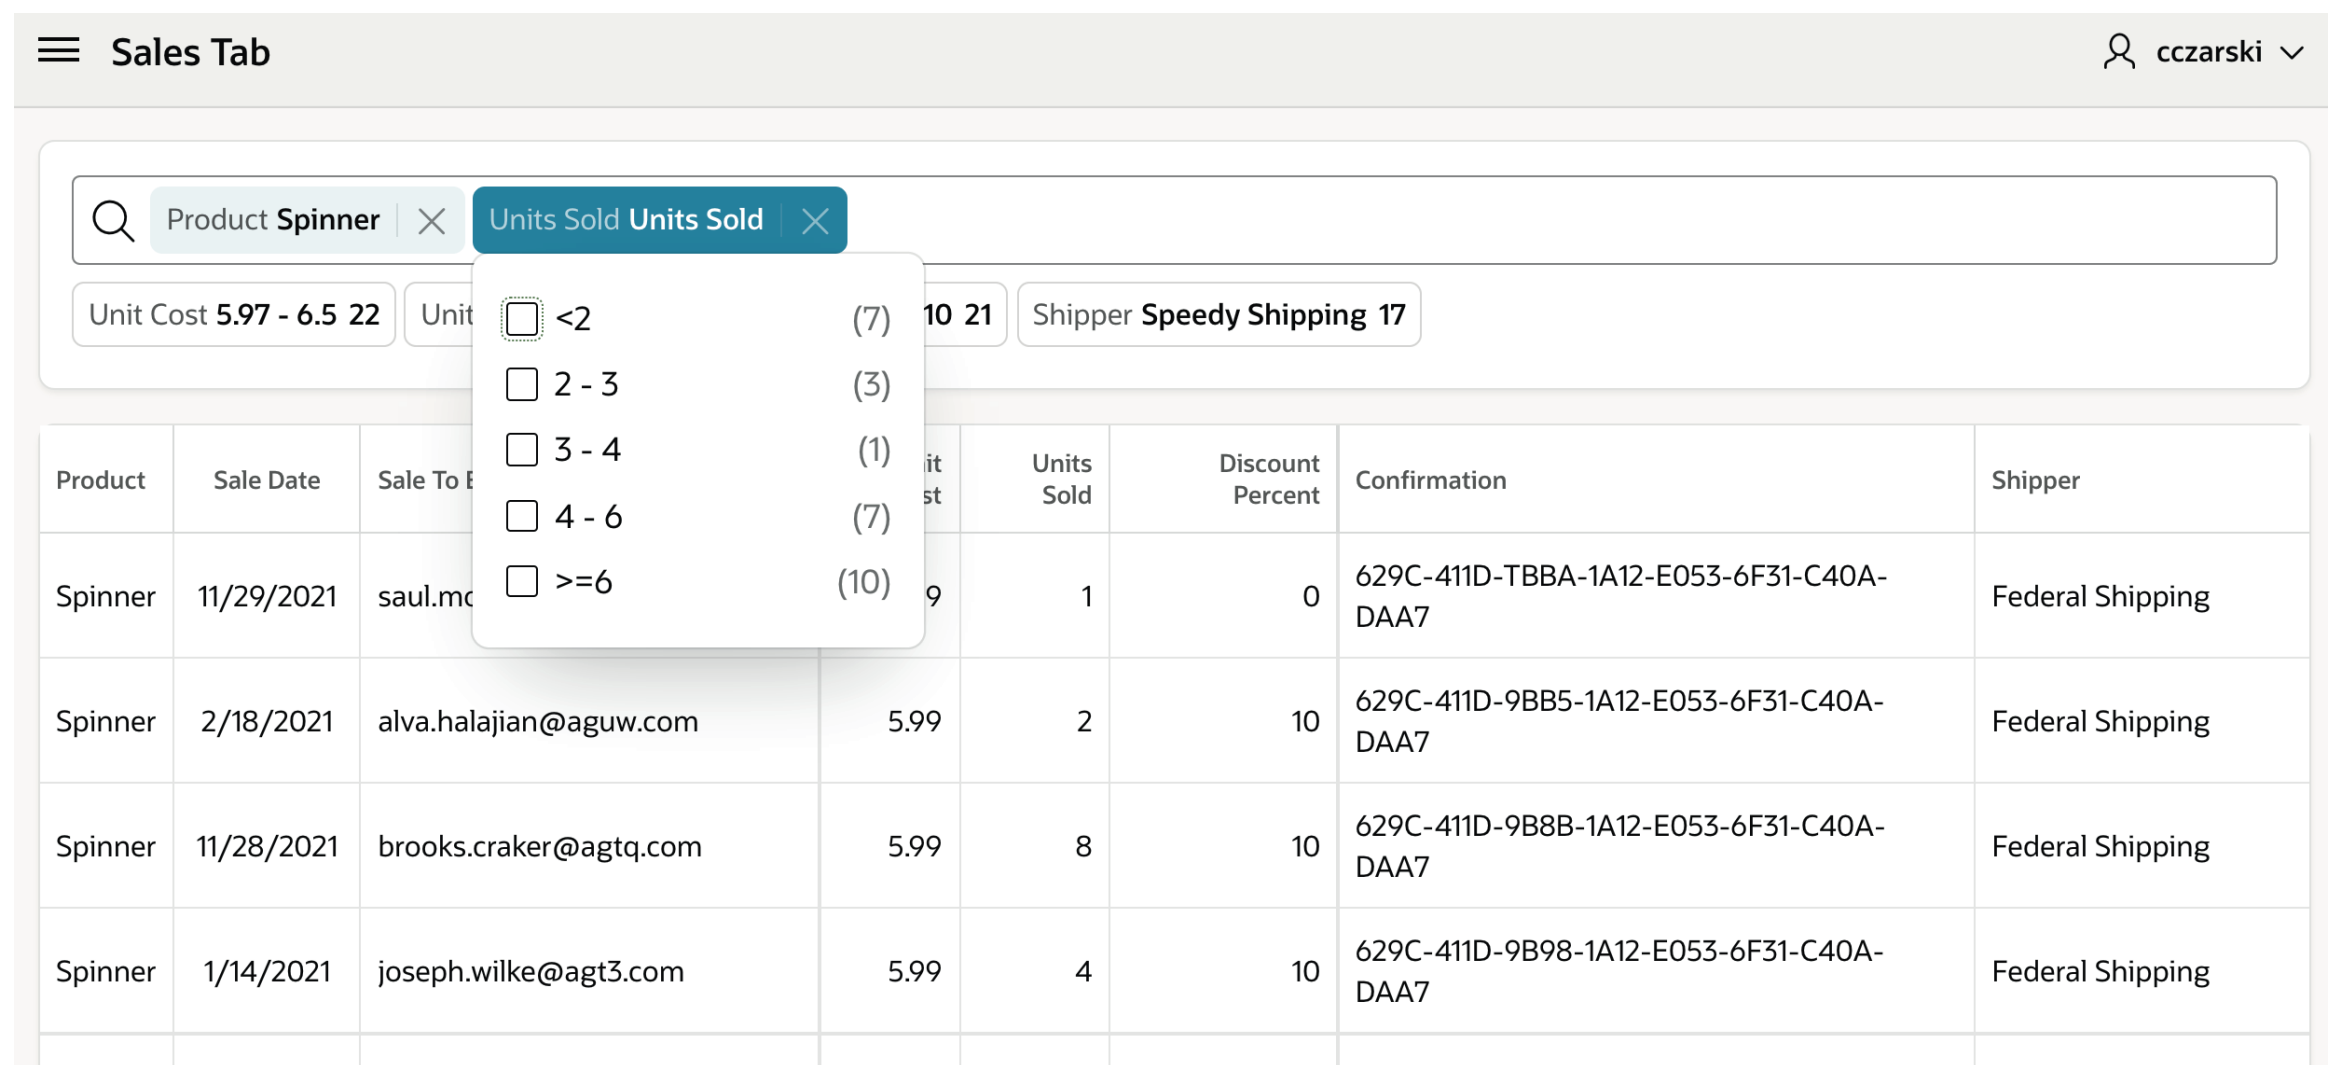 Sales Tab
cczarski
Product Spinner
Units Sold Units Sold
Unit Cost 5.97 - 6.5 22
Unit
10 21
Shipper Speedy Shipping 17
<2 (7)
2 - 3 (3)
3 - 4 (1)
4 - 6 (7)
>=6 (10)
Product
Sale Date
Sale To
Units
Sold
Discount
Percent
Confirmation
Shipper
Spinner
11/29/2021
saul.mc
9
1
0
629C-411D-TBBA-1A12-E053-6F31-C40A-
DAA7
Federal Shipping
Spinner
2/18/2021
alva.halajian@aguw.com
5.99
2
10
629C-411D-9BB5-1A12-E053-6F31-C40A-
DAA7
Federal Shipping
Spinner
11/28/2021
brooks.craker@agtq.com
5.99
8
10
629C-411D-9B8B-1A12-E053-6F31-C40A-
DAA7
Federal Shipping
Spinner
1/14/2021
joseph.wilke@agt3.com
5.99
4
10
629C-411D-9B98-1A12-E053-6F31-C40A-
DAA7
Federal Shipping